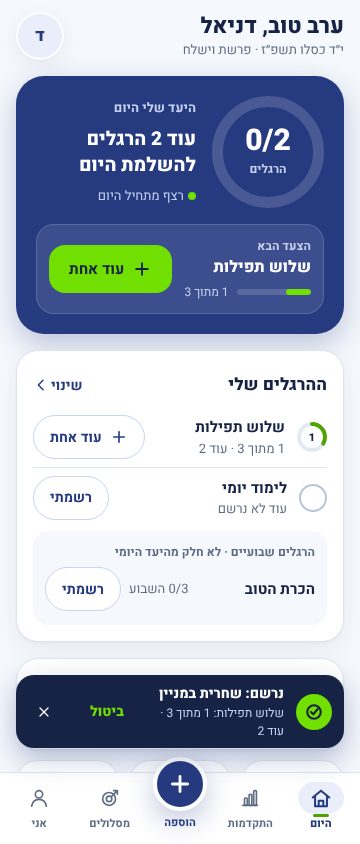 ערב טוב, דניאל
י״ד כסלו תשפ״ז · פרשת וישלח
ד
היעד שלי היום
עוד 2 הרגלים
להשלמת היום
רצף מתחיל היום
0/2
הרגלים
הצעד הבא
שלוש תפילות
1 מתוך 3
עוד אחת
ההרגלים שלי
שינוי
1
שלוש תפילות
1 מתוך 3 · עוד 2
עוד אחת
לימוד יומי
עוד לא נרשם
רשמתי
הרגלים שבועיים · לא חלק מהיעד היומי
הכרת הטוב
0/3 השבוע
רשמתי
נרשם: שחרית במניין
שלוש תפילות: 1 מתוך 3 ·
עוד 2
ביטול
היום
התקדמות
הוספה
מסלולים
אני